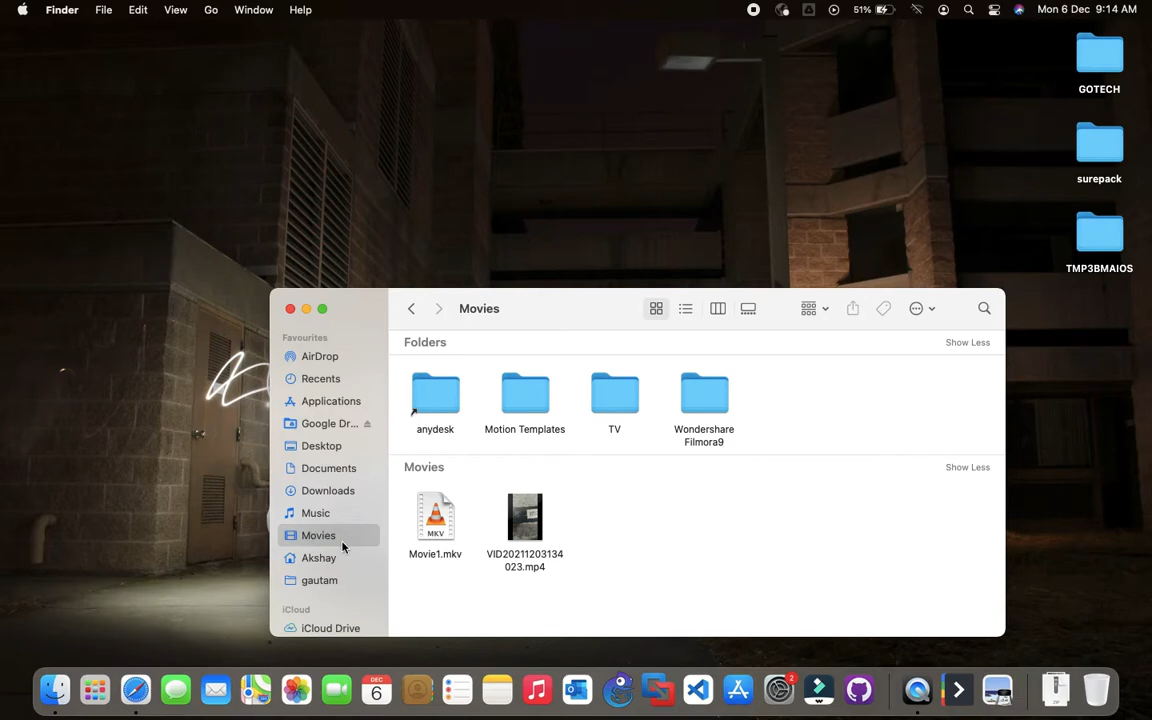 Finder File Edit View Go Window Help 51% Mon 6 Dec 9:14 AM
GOTECH
surepack
TMP3BMAIOS
Movies
Favourites
AirDrop
Recents
Applications
Google Dr...
Desktop
Documents
Downloads
Music
Movies
Akshay
gautam
iCloud
iCloud Drive
Folders Show Less
anydesk Motion Templates TV Wondershare
Filmora9
Movies Show Less
MKV
Movie1.mkv VID20211203134
023.mp4
DEC
6
2
ZIP